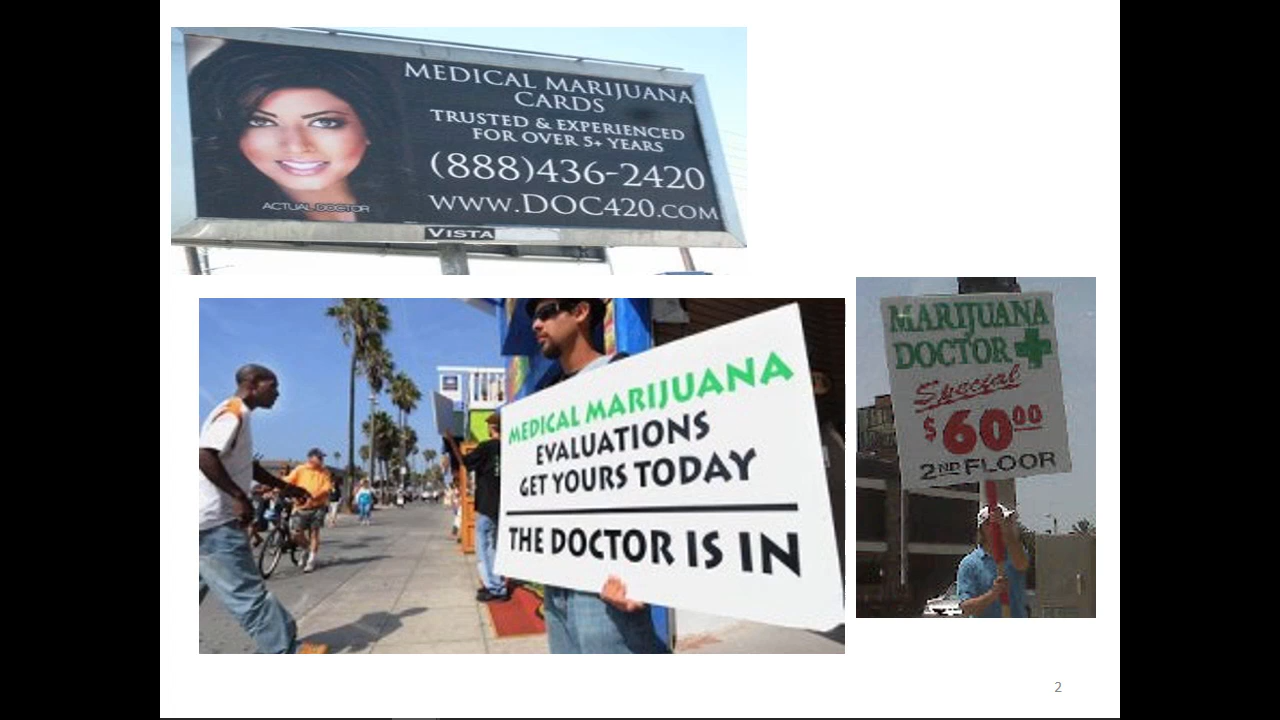 MEDICAL MARIJUANA
CARDS
TRUSTED & EXPERIENCED
FOR OVER 5+ YEARS
(888)436-2420
WWW.DOC420.COM
ACTUAL DOCTOR
VISTA
MEDICAL MARIJUANA
EVALUATIONS
GET YOURS TODAY
THE DOCTOR IS IN
MARIJUANA
DOCTOR
Special
$60.00
2ND FLOOR
2